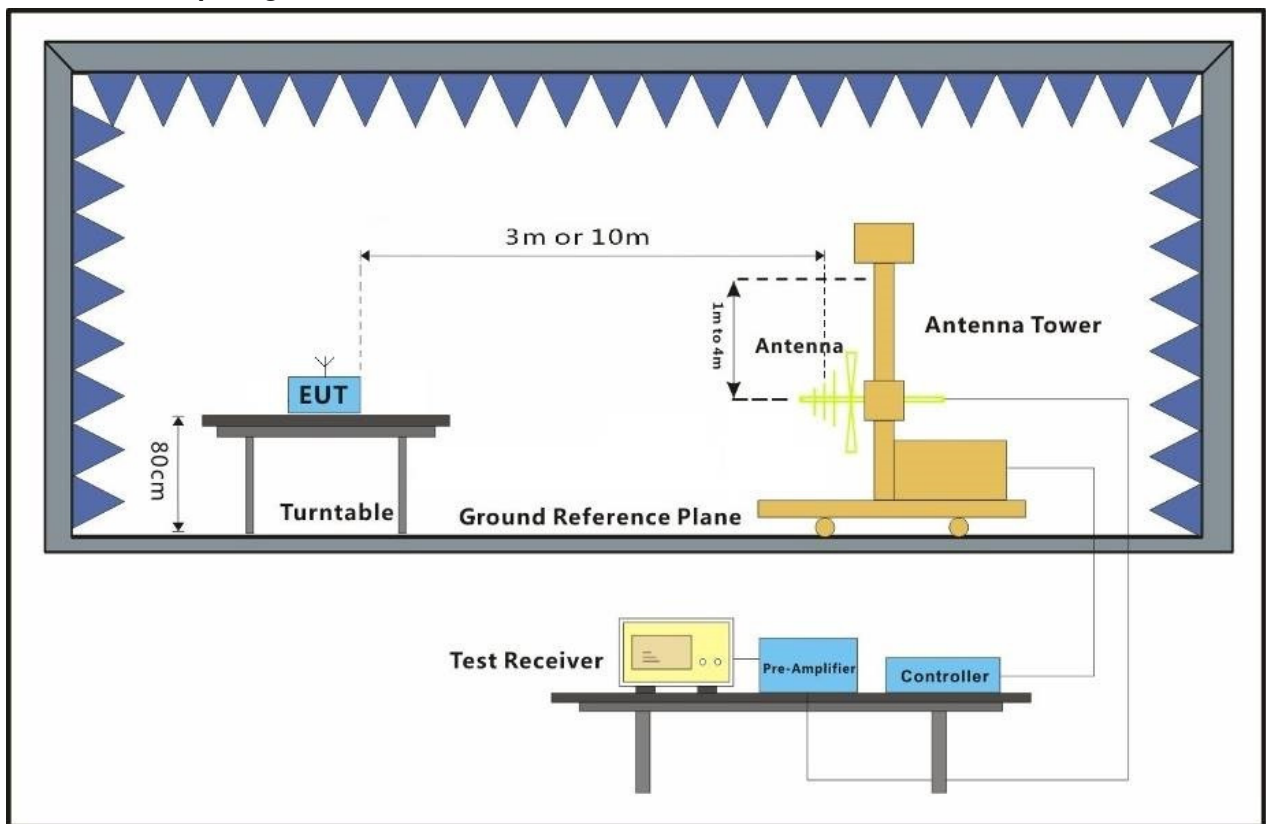 3m or 10m
1m to 4m
Antenna Tower
Antenna
EUT
80cm
Turntable
Ground Reference Plane
Test Receiver
Pre-Amplifier
Controller